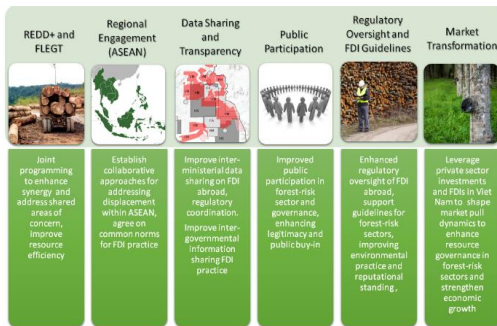 REDD+ and
FLEGT
Regional
Engagement
(ASEAN)
Data Sharing
and
Transparency
Public
Participation
Regulatory
Oversight and
FDI Guidelines
Market
Transformation
Joint
programming
to enhance
synergy and
address shared
areas of
concern,
improve
resource
efficiency
Establish
collaborative
approaches for
addressing
displacement
within ASEAN,
agree on
common norms
for FDI practice
Improve inter-
ministerial data
sharing on FDI
abroad,
regulatory
coordination.
Improve inter-
governmental
information
sharing FDI
practice
Improved
public
participation in
forest-risk
sector and
governance,
enhancing
legitimacy and
public buy-in
Enhanced
regulatory
oversight of FDI
abroad, support
guidelines for
forest-risk
sectors,
improving
environmental
practice and
reputational
standing ,
Leverage
private sector
investments
and FDIs in Viet
Nam to shape
market pull
dynamics to
enhance
resource
governance in
forest-risk
sectors and
strengthen
economic
growth